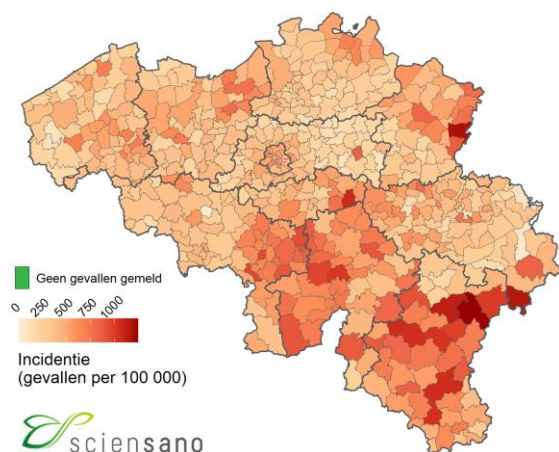 Geen gevallen gemeld
0 250 500 750 1000
Incidentie
(gevallen per 100 000)
sciensano